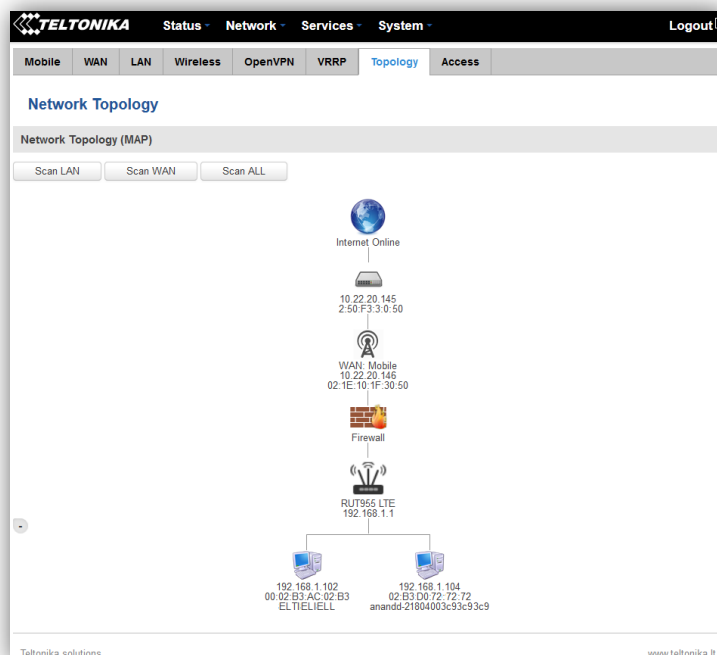 TELTONIKA Status Network Services System Logout
Mobile WAN LAN Wireless OpenVPN VRRP Topology Access
Network Topology
Network Topology (MAP)
Scan LAN Scan WAN Scan ALL
Internet Online
10.22.20.145
2:50:F3:3:0:50
WAN: Mobile
10.22.20.146
02:1E:10:1F:30:50
Firewall
RUT955 LTE
192.168.1.1
-
192.168.1.102 192.168.1.104
00:02:B3:AC:02:B3 02:B3:D0:72:72:72
ELTIELIELL anandd-21804003c93c93c9
Teltonika solutions www.teltonika.lt